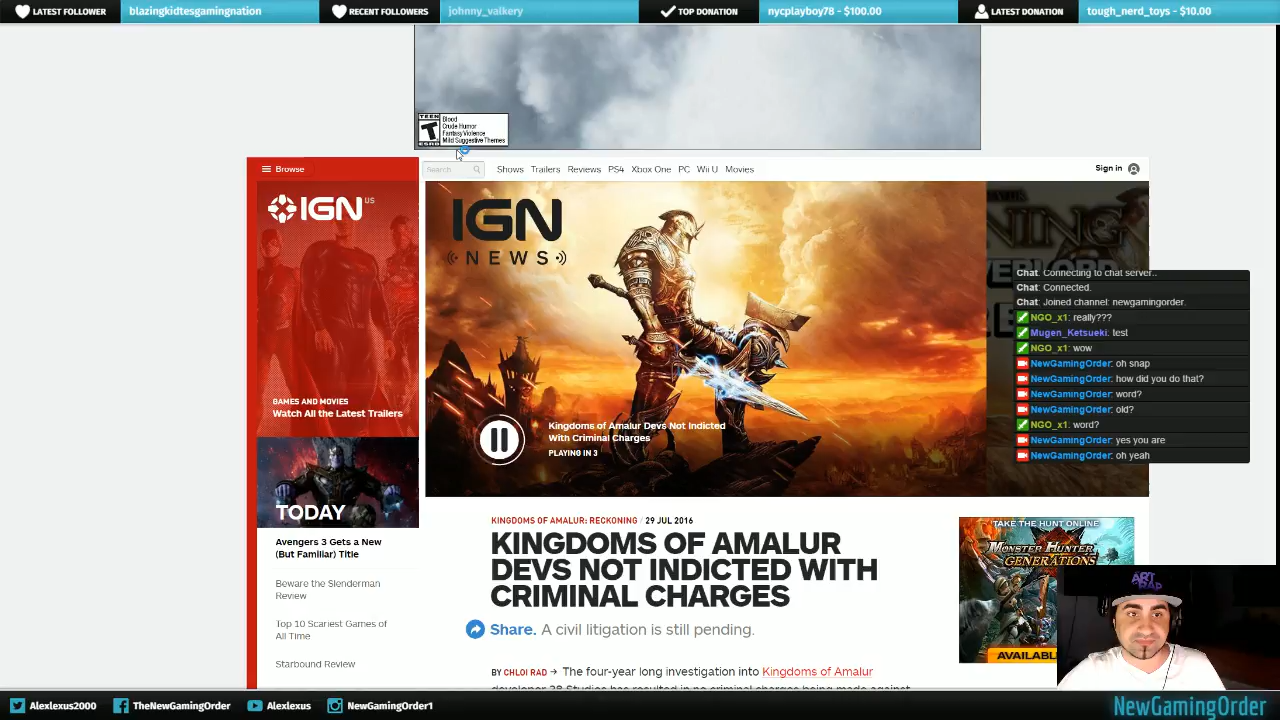 LATEST FOLLOWER blazingkidtesgamingnation RECENT FOLLOWERS johnny_valkery TOP DONATION nycplayboy78 - $100.00 LATEST DONATION tough_nerd_toys - $10.00
TEEN
T
ESRB
Blood
Crude Humor
Fantasy Violence
Mild Suggestive Themes
Browse
Search
Shows Trailers Reviews PS4 Xbox One PC Wii U Movies
Sign in
IGN US
GAMES AND MOVIES
Watch All the Latest Trailers
TODAY
Avengers 3 Gets a New
(But Familiar) Title
Beware the Slenderman
Review
Top 10 Scariest Games of
All Time
Starbound Review
IGN
NEWS
Kingdoms of Amalur Devs Not Indicted
With Criminal Charges
PLAYING IN 3
Chat: Connecting to chat server..
Chat: Connected.
Chat: Joined channel: newgamingorder.
NGO_x1: really???
Mugen_Ketsueki: test
NGO_x1: wow
NewGamingOrder: oh snap
NewGamingOrder: how did you do that?
NewGamingOrder: word?
NewGamingOrder: old?
NGO_x1: word?
NewGamingOrder: yes you are
NewGamingOrder: oh yeah
KINGDOMS OF AMALUR: RECKONING / 29 JUL 2016
KINGDOMS OF AMALUR
DEVS NOT INDICTED WITH
CRIMINAL CHARGES
Share. A civil litigation is still pending.
BY CHLOI RAD → The four-year long investigation into Kingdoms of Amalur
TAKE THE HUNT ONLINE
MONSTER HUNTER
GENERATIONS
Alexlexus2000 TheNewGamingOrder Alexlexus NewGamingOrder1 NewGamingOrder